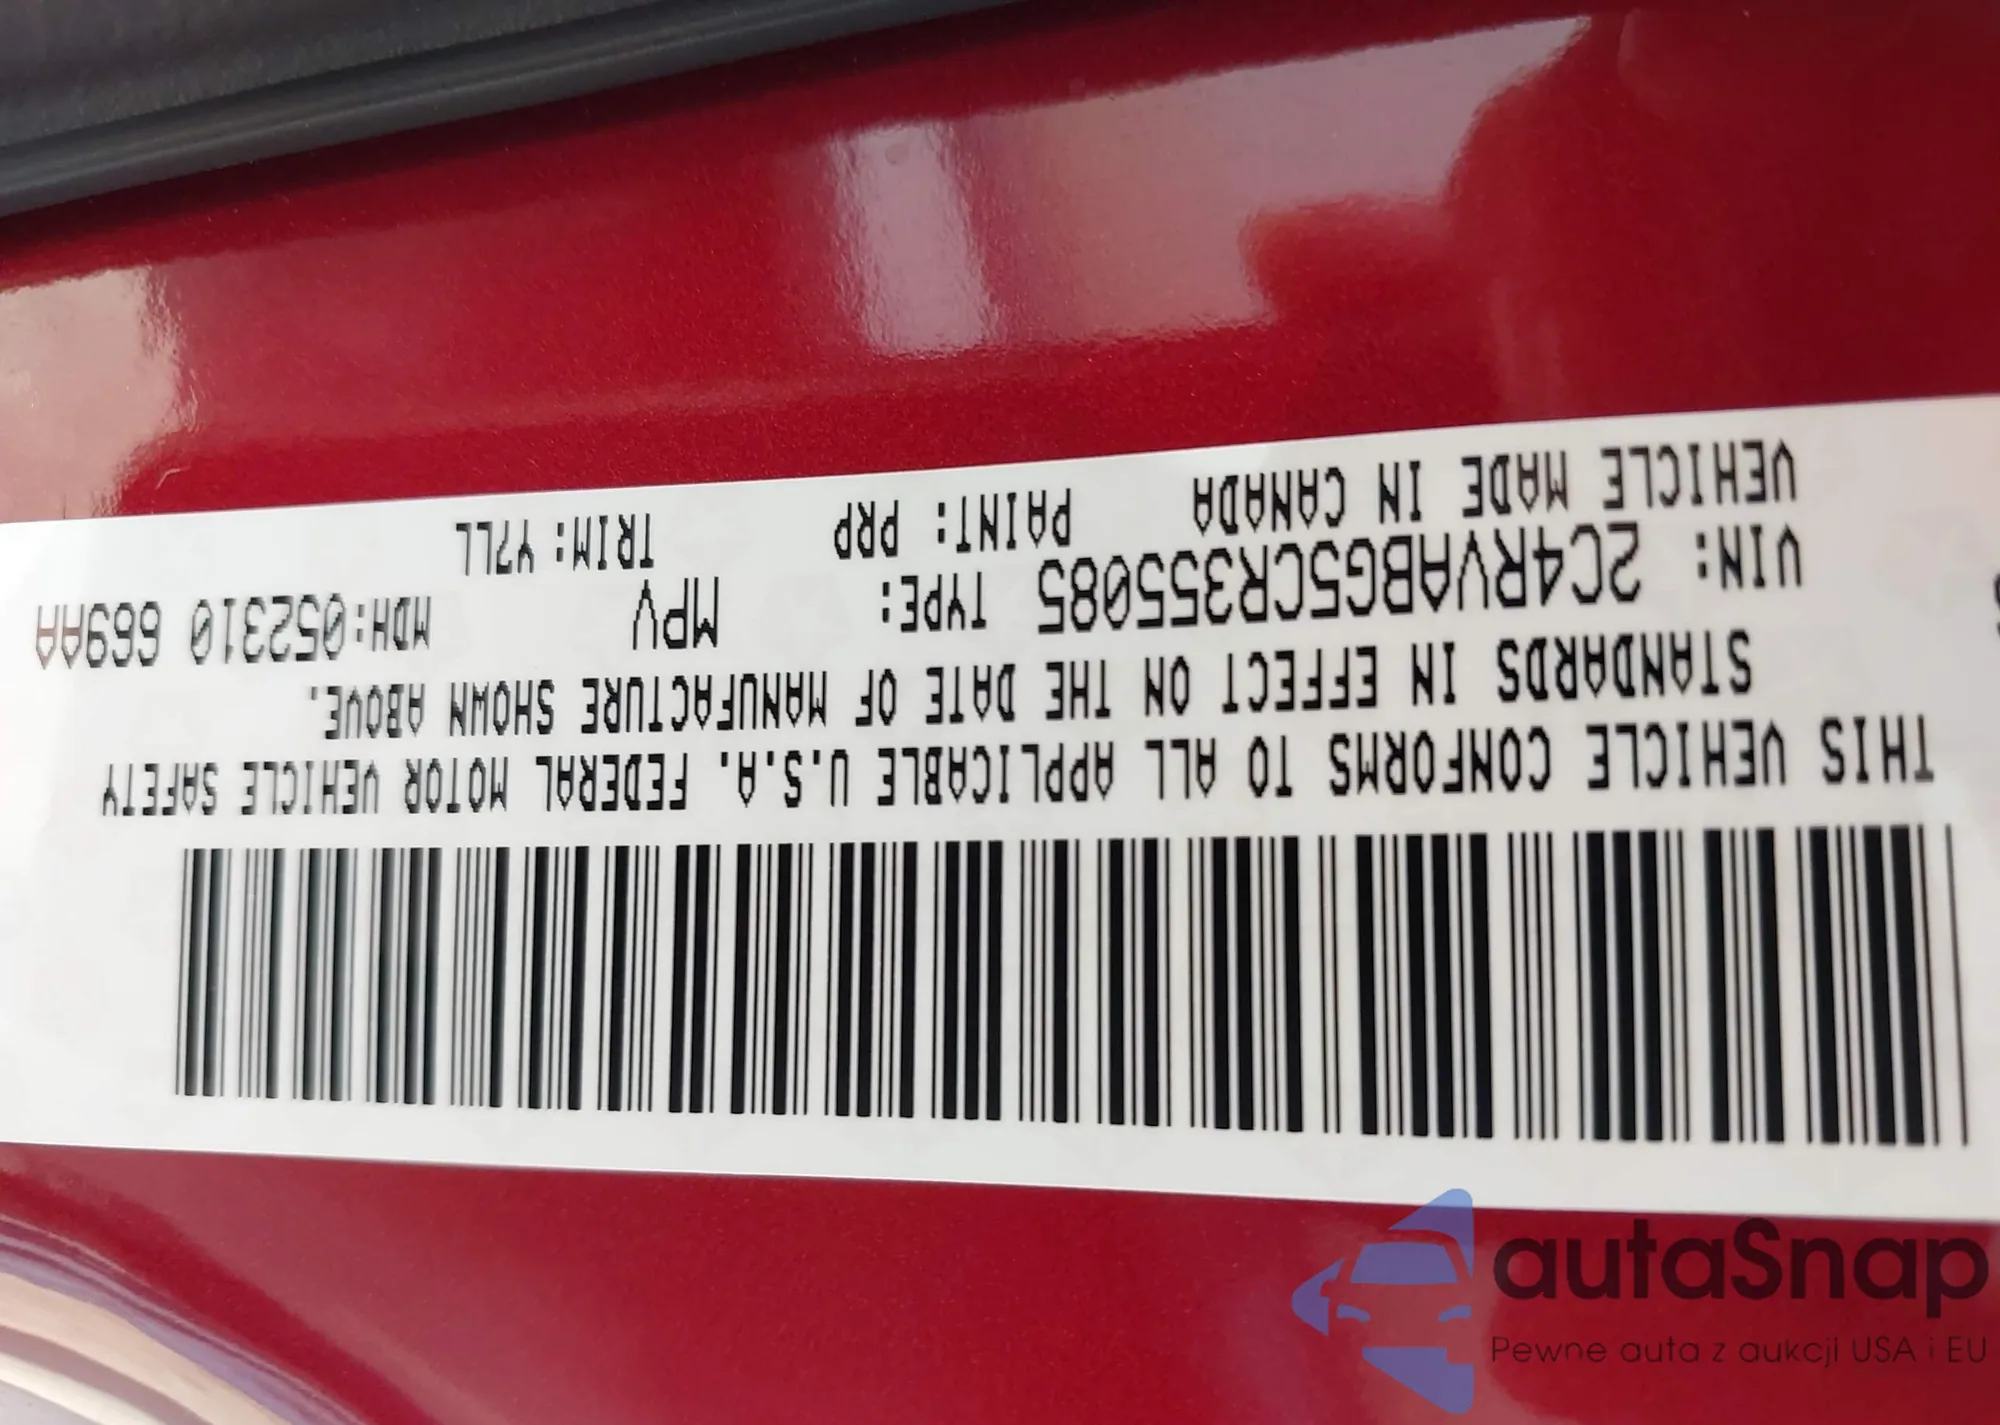 THIS VEHICLE CONFORMS TO ALL APPLICABLE U.S.A. FEDERAL MOTOR VEHICLE SAFETY
STANDARDS IN EFFECT ON THE DATE OF MANUFACTURE SHOWN ABOVE.
VIN: 2C4RVABG5CR355085 TYPE: MPV MDH:052310 669AA
VEHICLE MADE IN CANADA PAINT: PRP TRIM: Y7LL
autaSnap
Pewne auta z aukcji USA i EU